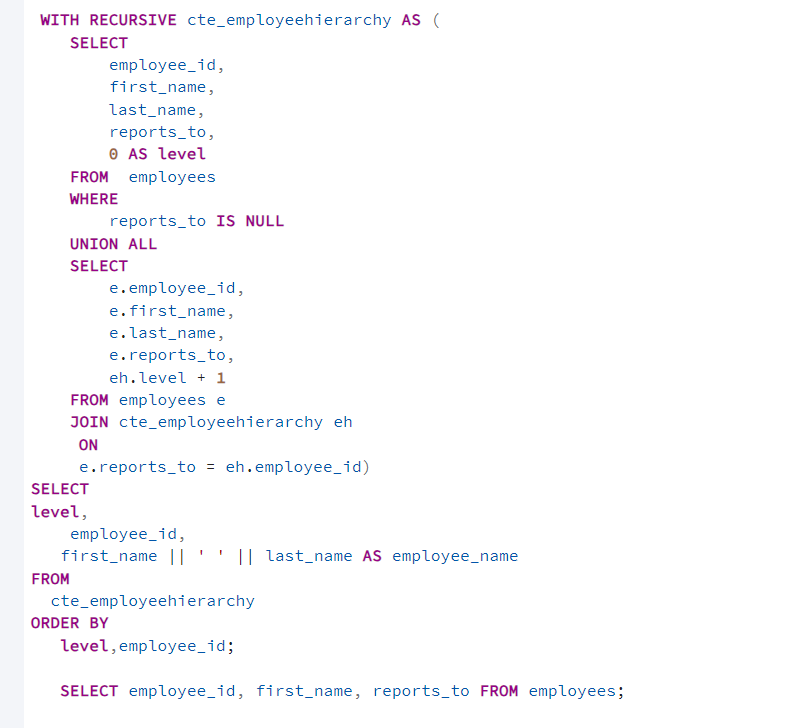 WITH RECURSIVE cte_employeehierarchy AS (
SELECT
employee_id,
first_name,
last_name,
reports_to,
0 AS level
FROM  employees
WHERE
reports_to IS NULL
UNION ALL
SELECT
e.employee_id,
e.first_name,
e.last_name,
e.reports_to,
eh.level + 1
FROM employees e
JOIN cte_employeehierarchy eh
ON
e.reports_to = eh.employee_id)
SELECT
level,
employee_id,
first_name || ' ' || last_name AS employee_name
FROM
cte_employeehierarchy
ORDER BY
level,employee_id;
SELECT employee_id, first_name, reports_to FROM employees;